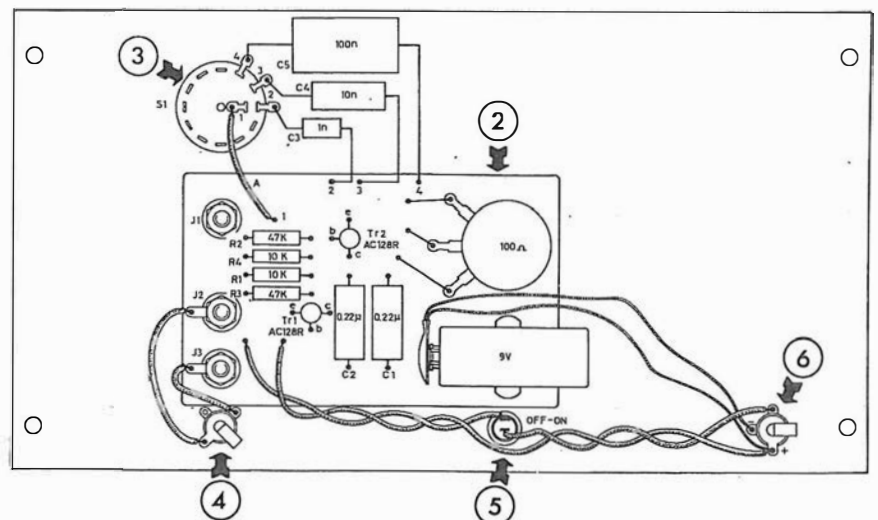 3
4
100n
C5
3
C4
10n
S1
2
1
1n
C3
2
A
2
3
4
J1
1
e
R2
47K
b
Tr2
AC128R
100Ω
R4
10K
c
R1
10K
J2
R3
47K
e
c
Tr1
b
AC128R
0.22µ
0.22µ
9V
J3
C2
C1
6
OFF-ON
-
+
4
5